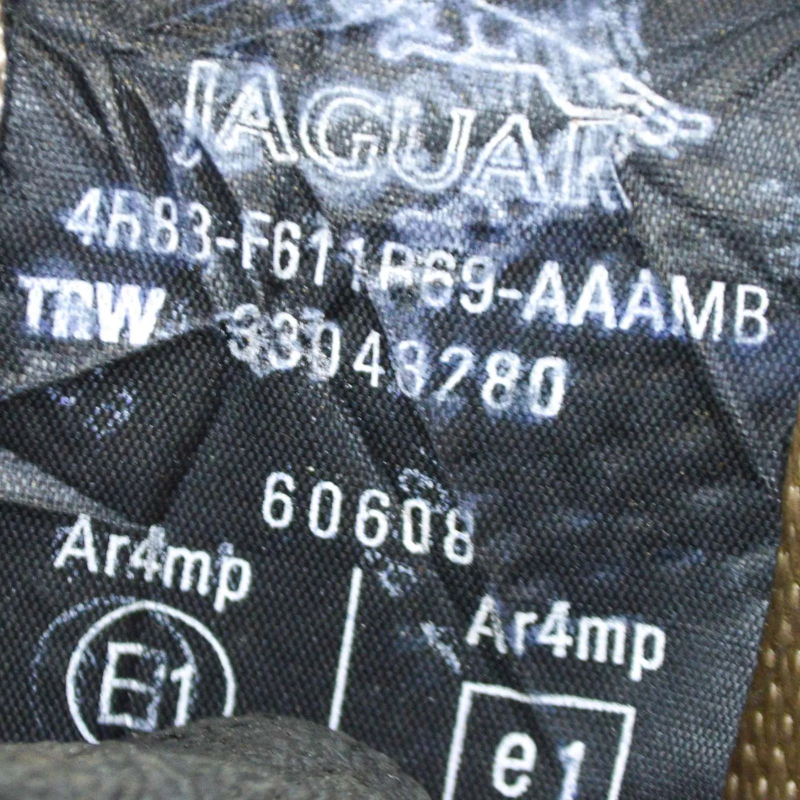 JAGUAR
4R83-F611B69-AAAMB
TRW 33048280
60608
Ar4mp
Ar4mp
E1
e1